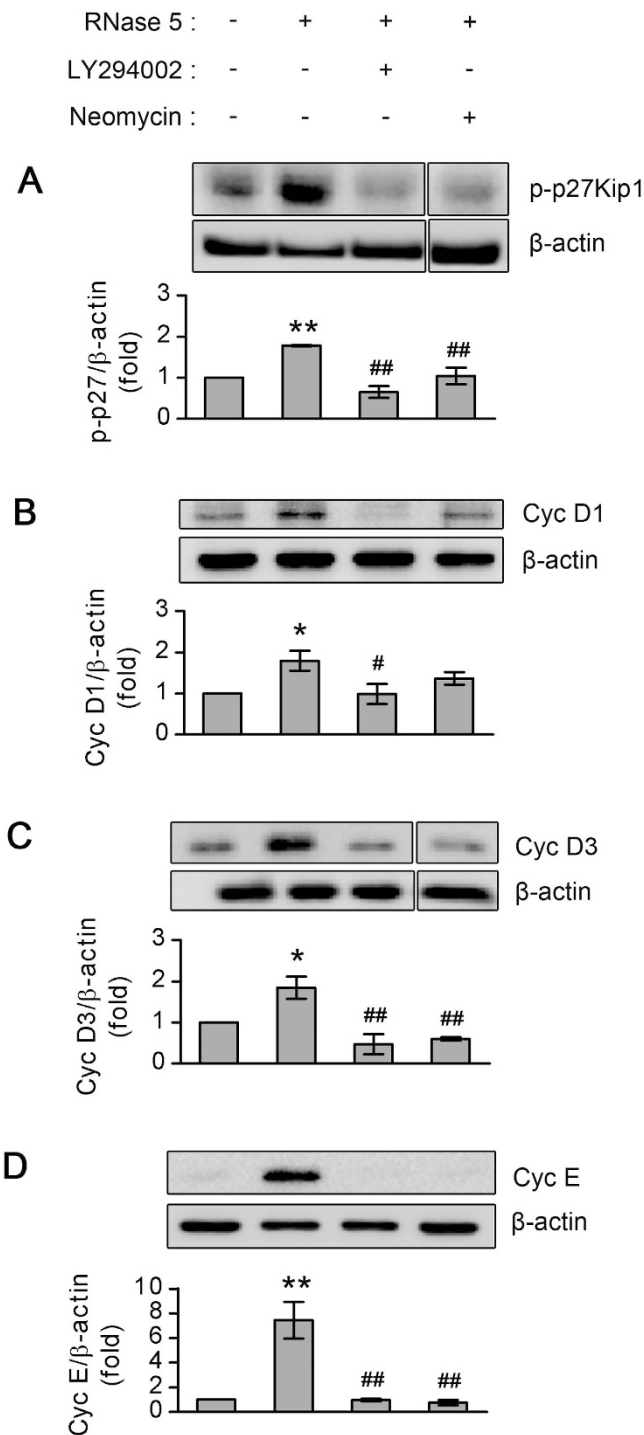 RNase 5 : - + + +
LY294002 : - - + -
Neomycin : - - - +
A
p-p27Kip1
β-actin
p-p27/β-actin
(fold)
3
2
1
0
**
##
##
B
Cyc D1
β-actin
Cyc D1/β-actin
(fold)
3
2
1
0
*
#
C
Cyc D3
β-actin
Cyc D3/β-actin
(fold)
3
2
1
0
*
##
##
D
Cyc E
β-actin
Cyc E/β-actin
(fold)
10
8
6
4
2
0
**
##
##